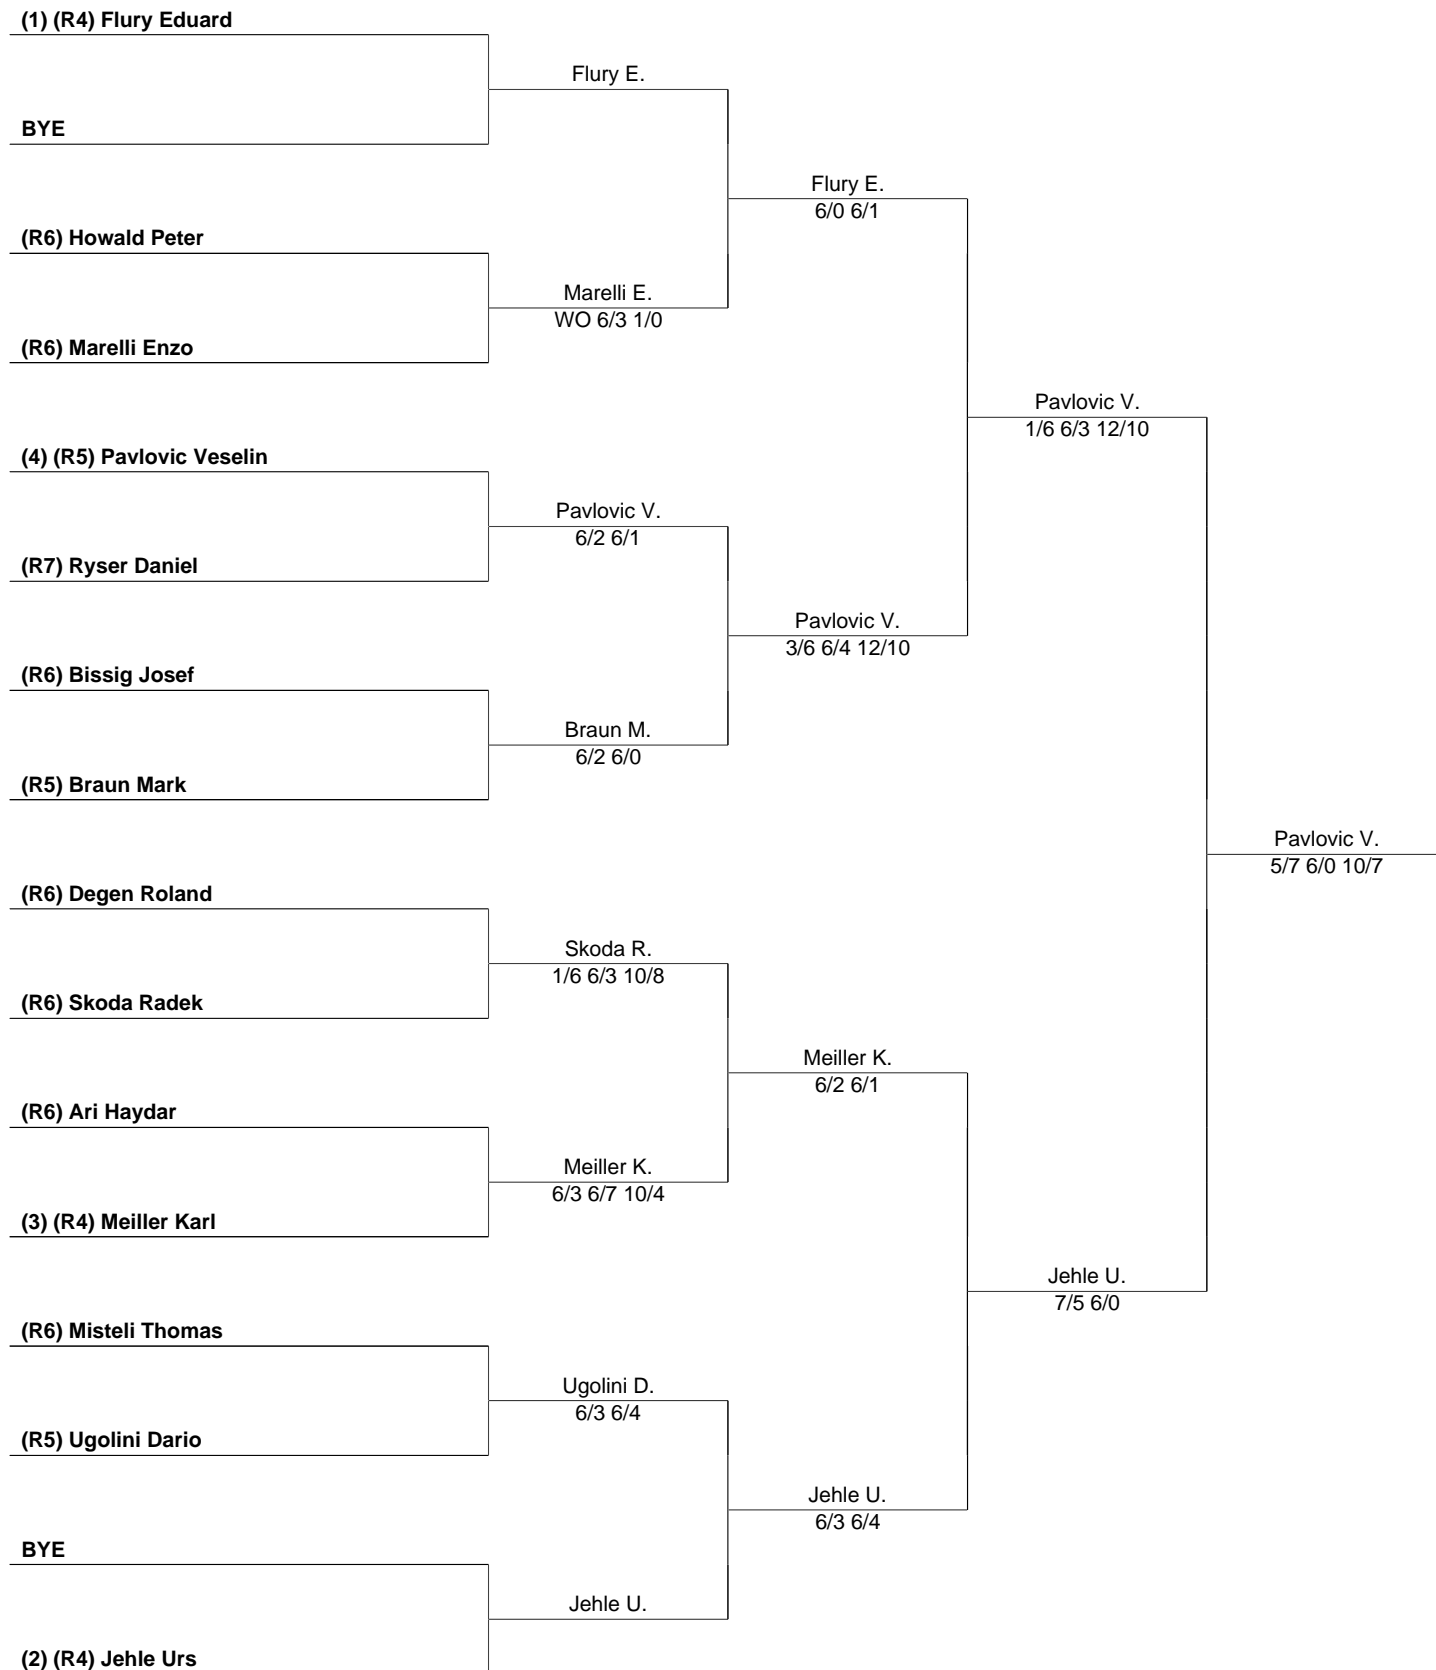 (1) (R4) Flury Eduard
Flury E.
BYE
Flury E.
6/0 6/1
(R6) Howald Peter
Marelli E.
WO 6/3 1/0
(R6) Marelli Enzo
Pavlovic V.
1/6 6/3 12/10
(4) (R5) Pavlovic Veselin
Pavlovic V.
6/2 6/1
(R7) Ryser Daniel
Pavlovic V.
3/6 6/4 12/10
(R6) Bissig Josef
Braun M.
6/2 6/0
(R5) Braun Mark
Pavlovic V.
5/7 6/0 10/7
(R6) Degen Roland
Skoda R.
1/6 6/3 10/8
(R6) Skoda Radek
Meiller K.
6/2 6/1
(R6) Ari Haydar
Meiller K.
6/3 6/7 10/4
(3) (R4) Meiller Karl
Jehle U.
7/5 6/0
(R6) Misteli Thomas
Ugolini D.
6/3 6/4
(R5) Ugolini Dario
Jehle U.
6/3 6/4
BYE
Jehle U.
(2) (R4) Jehle Urs